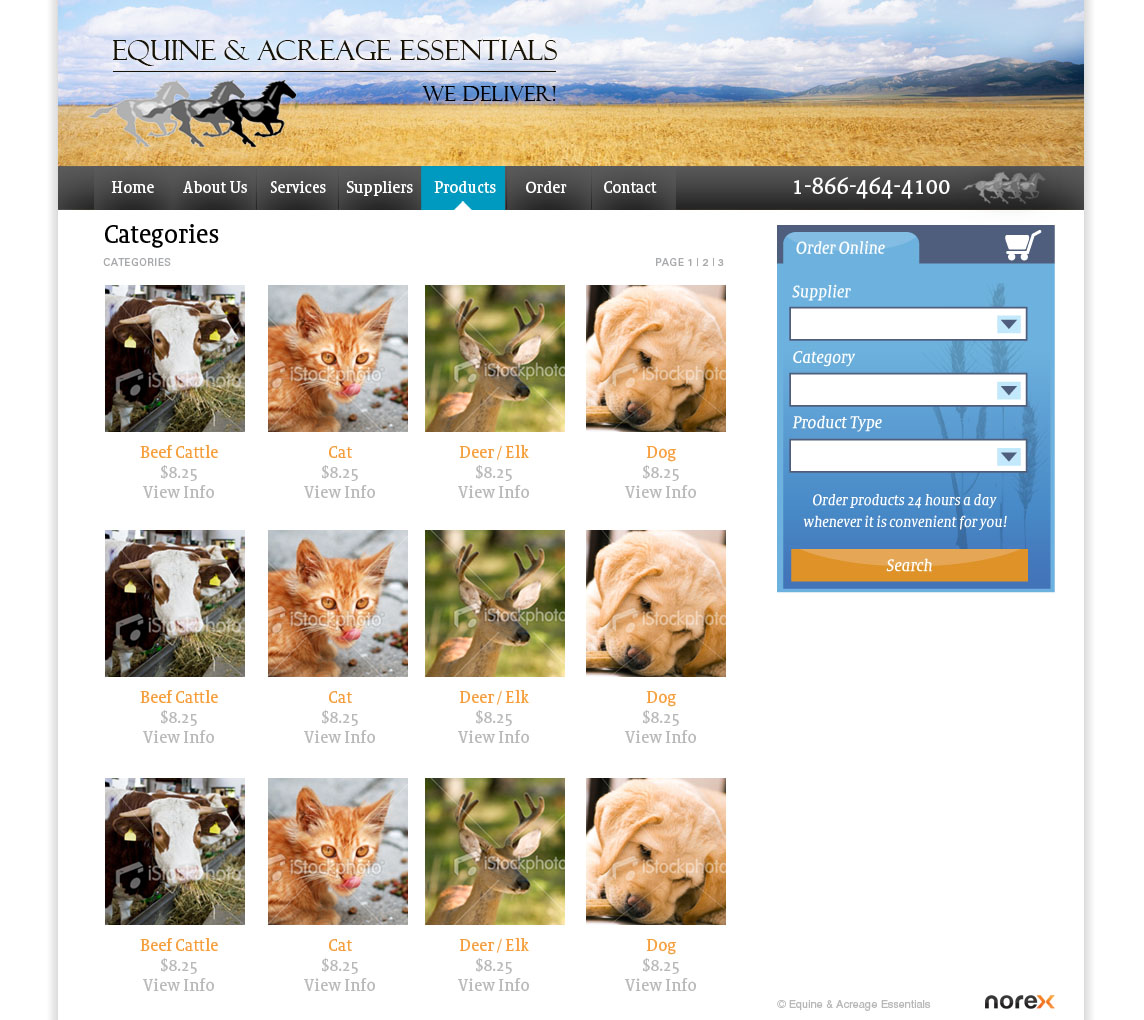 EQUINE & ACREAGE ESSENTIALS
WE DELIVER!
Home About Us Services Suppliers Products Order Contact 1-866-464-4100
Categories
CATEGORIES PAGE 1 | 2 | 3
iStockphoto iStockphoto iStockphoto iStockphoto
Beef Cattle Cat Deer / Elk Dog
$8.25 $8.25 $8.25 $8.25
View Info View Info View Info View Info
iStockphoto iStockphoto iStockphoto iStockphoto
Beef Cattle Cat Deer / Elk Dog
$8.25 $8.25 $8.25 $8.25
View Info View Info View Info View Info
iStockphoto iStockphoto iStockphoto iStockphoto
Beef Cattle Cat Deer / Elk Dog
$8.25 $8.25 $8.25 $8.25
View Info View Info View Info View Info
Order Online
Supplier
Category
Product Type
Order products 24 hours a day
whenever it is convenient for you!
Search
© Equine & Acreage Essentials norex